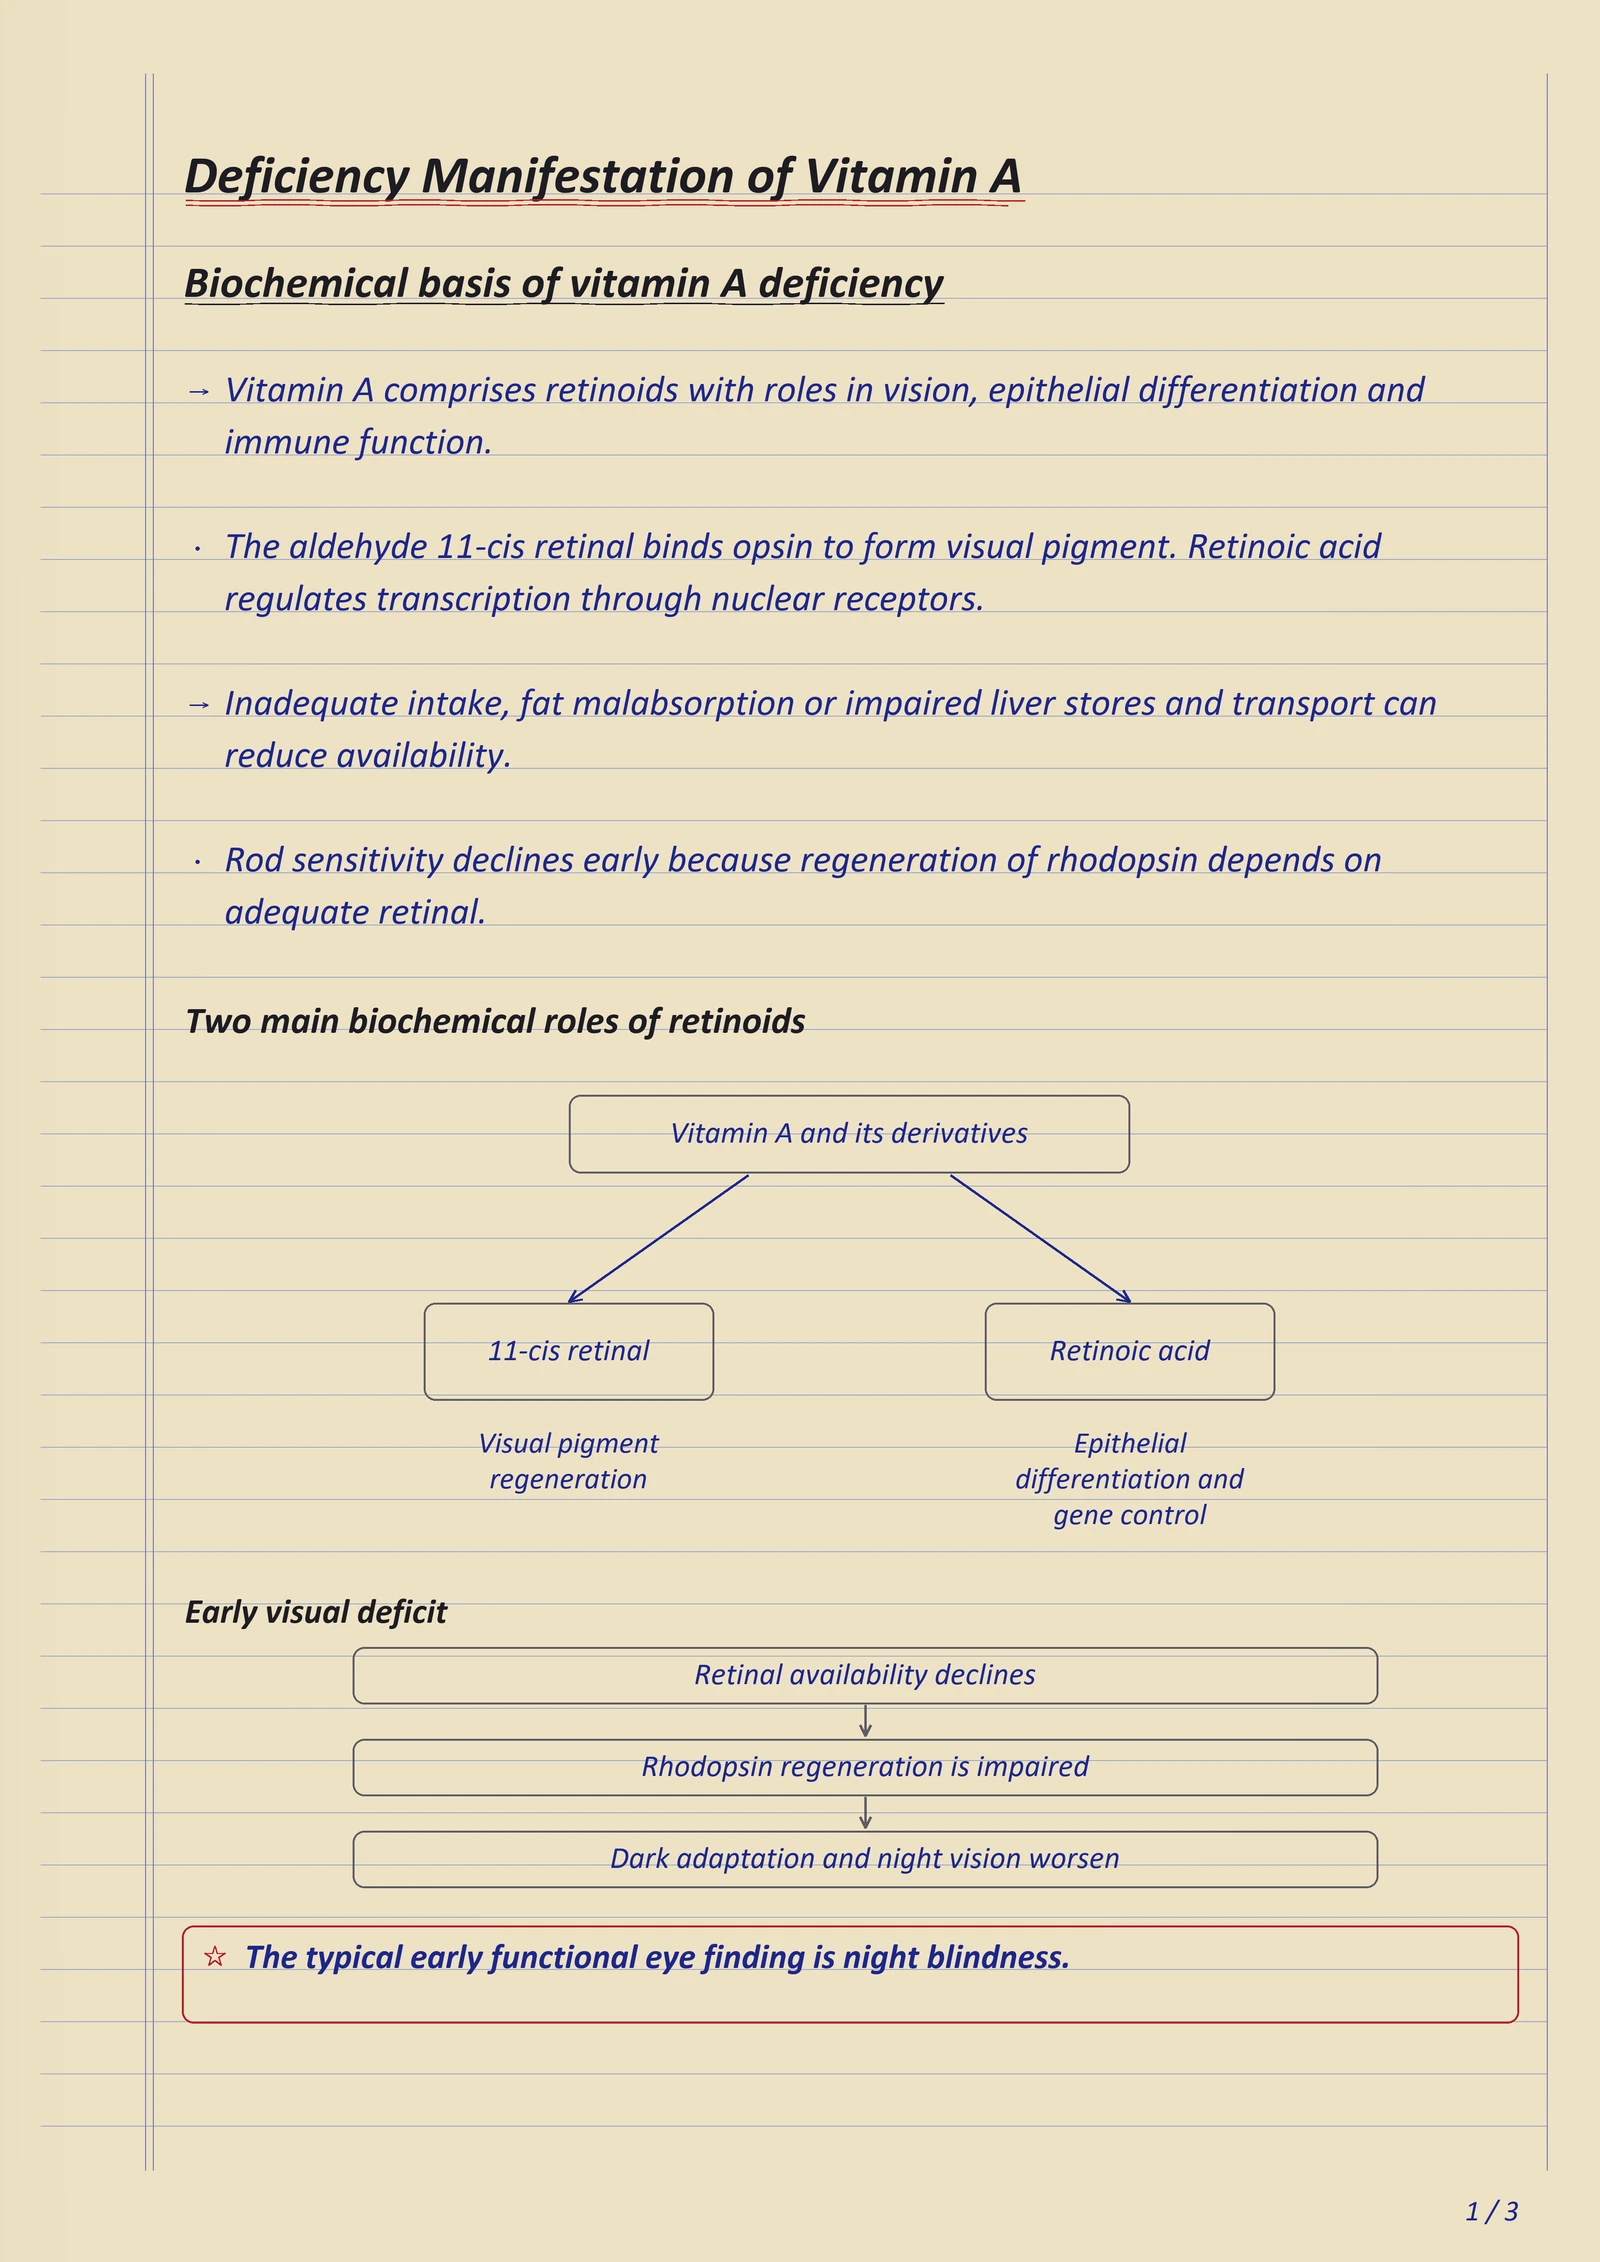 Deficiency Manifestation of Vitamin A
Biochemical basis of vitamin A deficiency
→ Vitamin A comprises retinoids with roles in vision, epithelial differentiation and
immune function.
· The aldehyde 11-cis retinal binds opsin to form visual pigment. Retinoic acid
regulates transcription through nuclear receptors.
→ Inadequate intake, fat malabsorption or impaired liver stores and transport can
reduce availability.
· Rod sensitivity declines early because regeneration of rhodopsin depends on
adequate retinal.
Two main biochemical roles of retinoids
Vitamin A and its derivatives
11-cis retinal
Visual pigment
regeneration
Retinoic acid
Epithelial
differentiation and
gene control
Early visual deficit
Retinal availability declines
Rhodopsin regeneration is impaired
Dark adaptation and night vision worsen
☆ The typical early functional eye finding is night blindness.
1 / 3